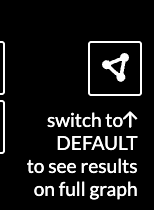 switch to↑
DEFAULT
to see results
on full graph